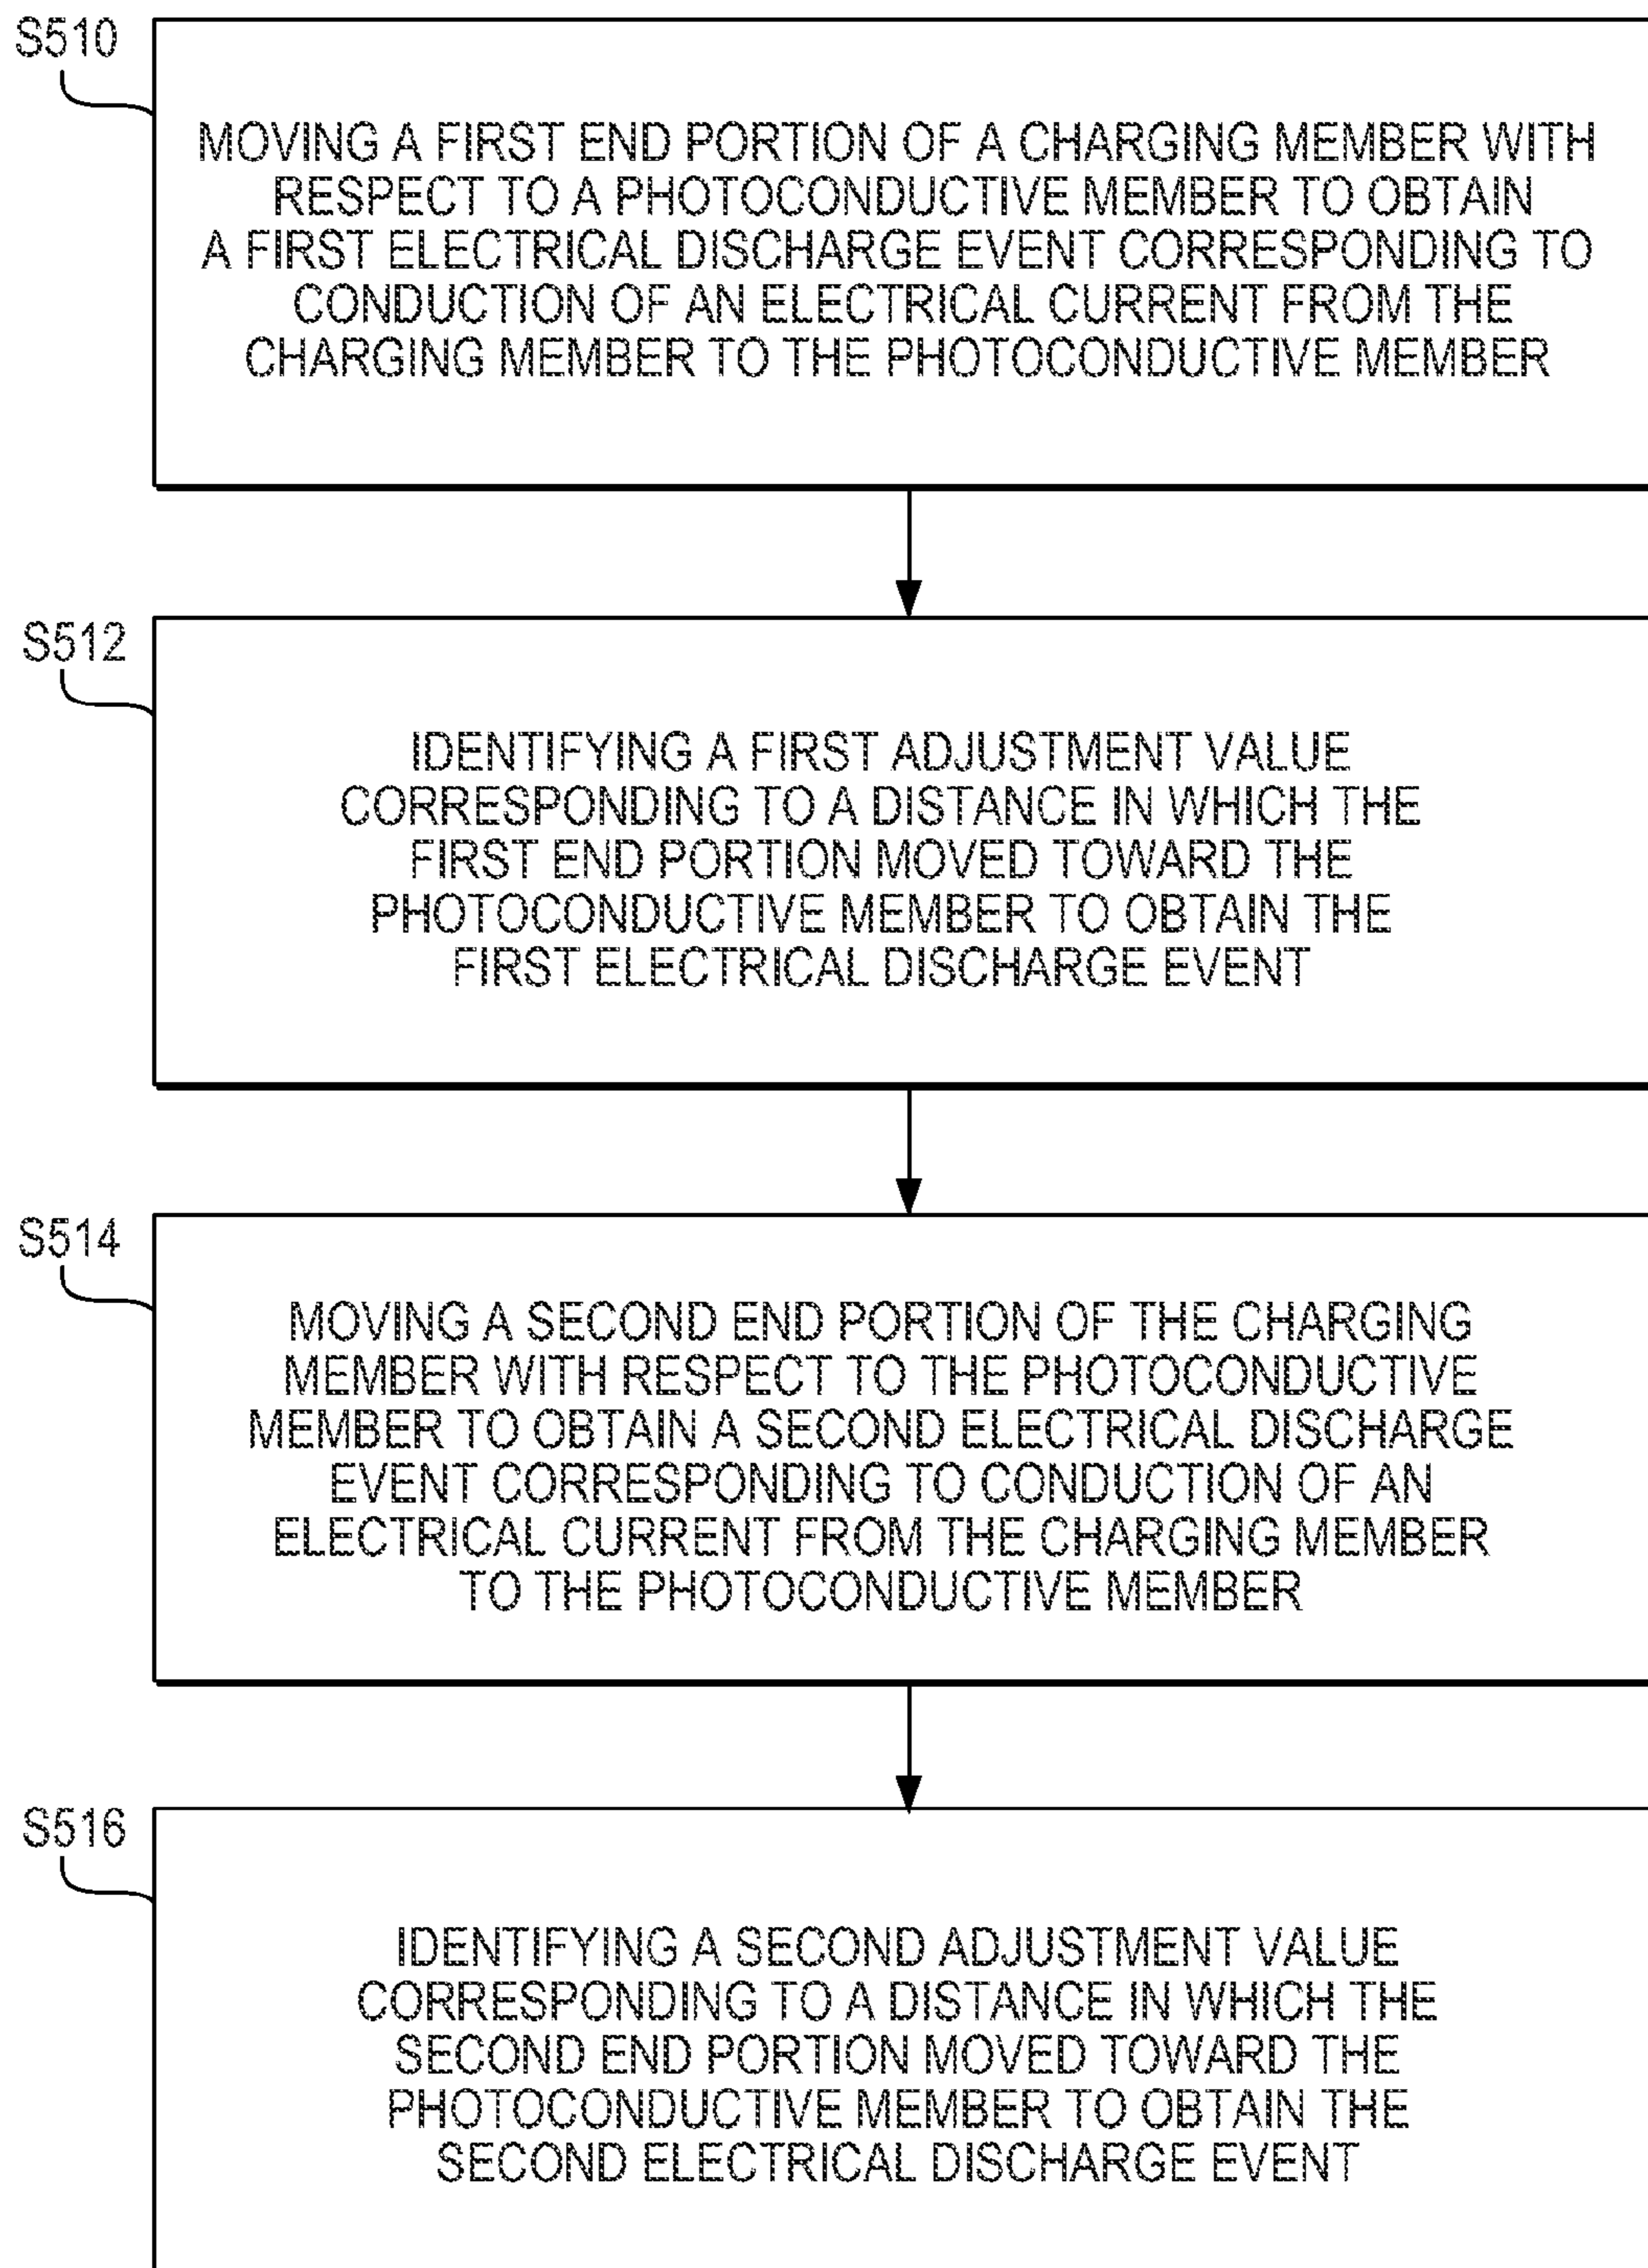 S510
MOVING A FIRST END PORTION OF A CHARGING MEMBER WITH
RESPECT TO A PHOTOCONDUCTIVE MEMBER TO OBTAIN
A FIRST ELECTRICAL DISCHARGE EVENT CORRESPONDING TO
CONDUCTION OF AN ELECTRICAL CURRENT FROM THE
CHARGING MEMBER TO THE PHOTOCONDUCTIVE MEMBER
S512
IDENTIFYING A FIRST ADJUSTMENT VALUE
CORRESPONDING TO A DISTANCE IN WHICH THE
FIRST END PORTION MOVED TOWARD THE
PHOTOCONDUCTIVE MEMBER TO OBTAIN THE
FIRST ELECTRICAL DISCHARGE EVENT
S514
MOVING A SECOND END PORTION OF THE CHARGING
MEMBER WITH RESPECT TO THE PHOTOCONDUCTIVE
MEMBER TO OBTAIN A SECOND ELECTRICAL DISCHARGE
EVENT CORRESPONDING TO CONDUCTION OF AN
ELECTRICAL CURRENT FROM THE CHARGING MEMBER
TO THE PHOTOCONDUCTIVE MEMBER
S516
IDENTIFYING A SECOND ADJUSTMENT VALUE
CORRESPONDING TO A DISTANCE IN WHICH THE
SECOND END PORTION MOVED TOWARD THE
PHOTOCONDUCTIVE MEMBER TO OBTAIN THE
SECOND ELECTRICAL DISCHARGE EVENT